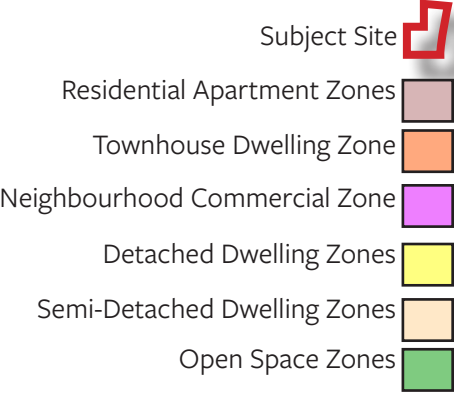 Subject Site
Residential Apartment Zones
Townhouse Dwelling Zone
Neighbourhood Commercial Zone
Detached Dwelling Zones
Semi-Detached Dwelling Zones
Open Space Zones